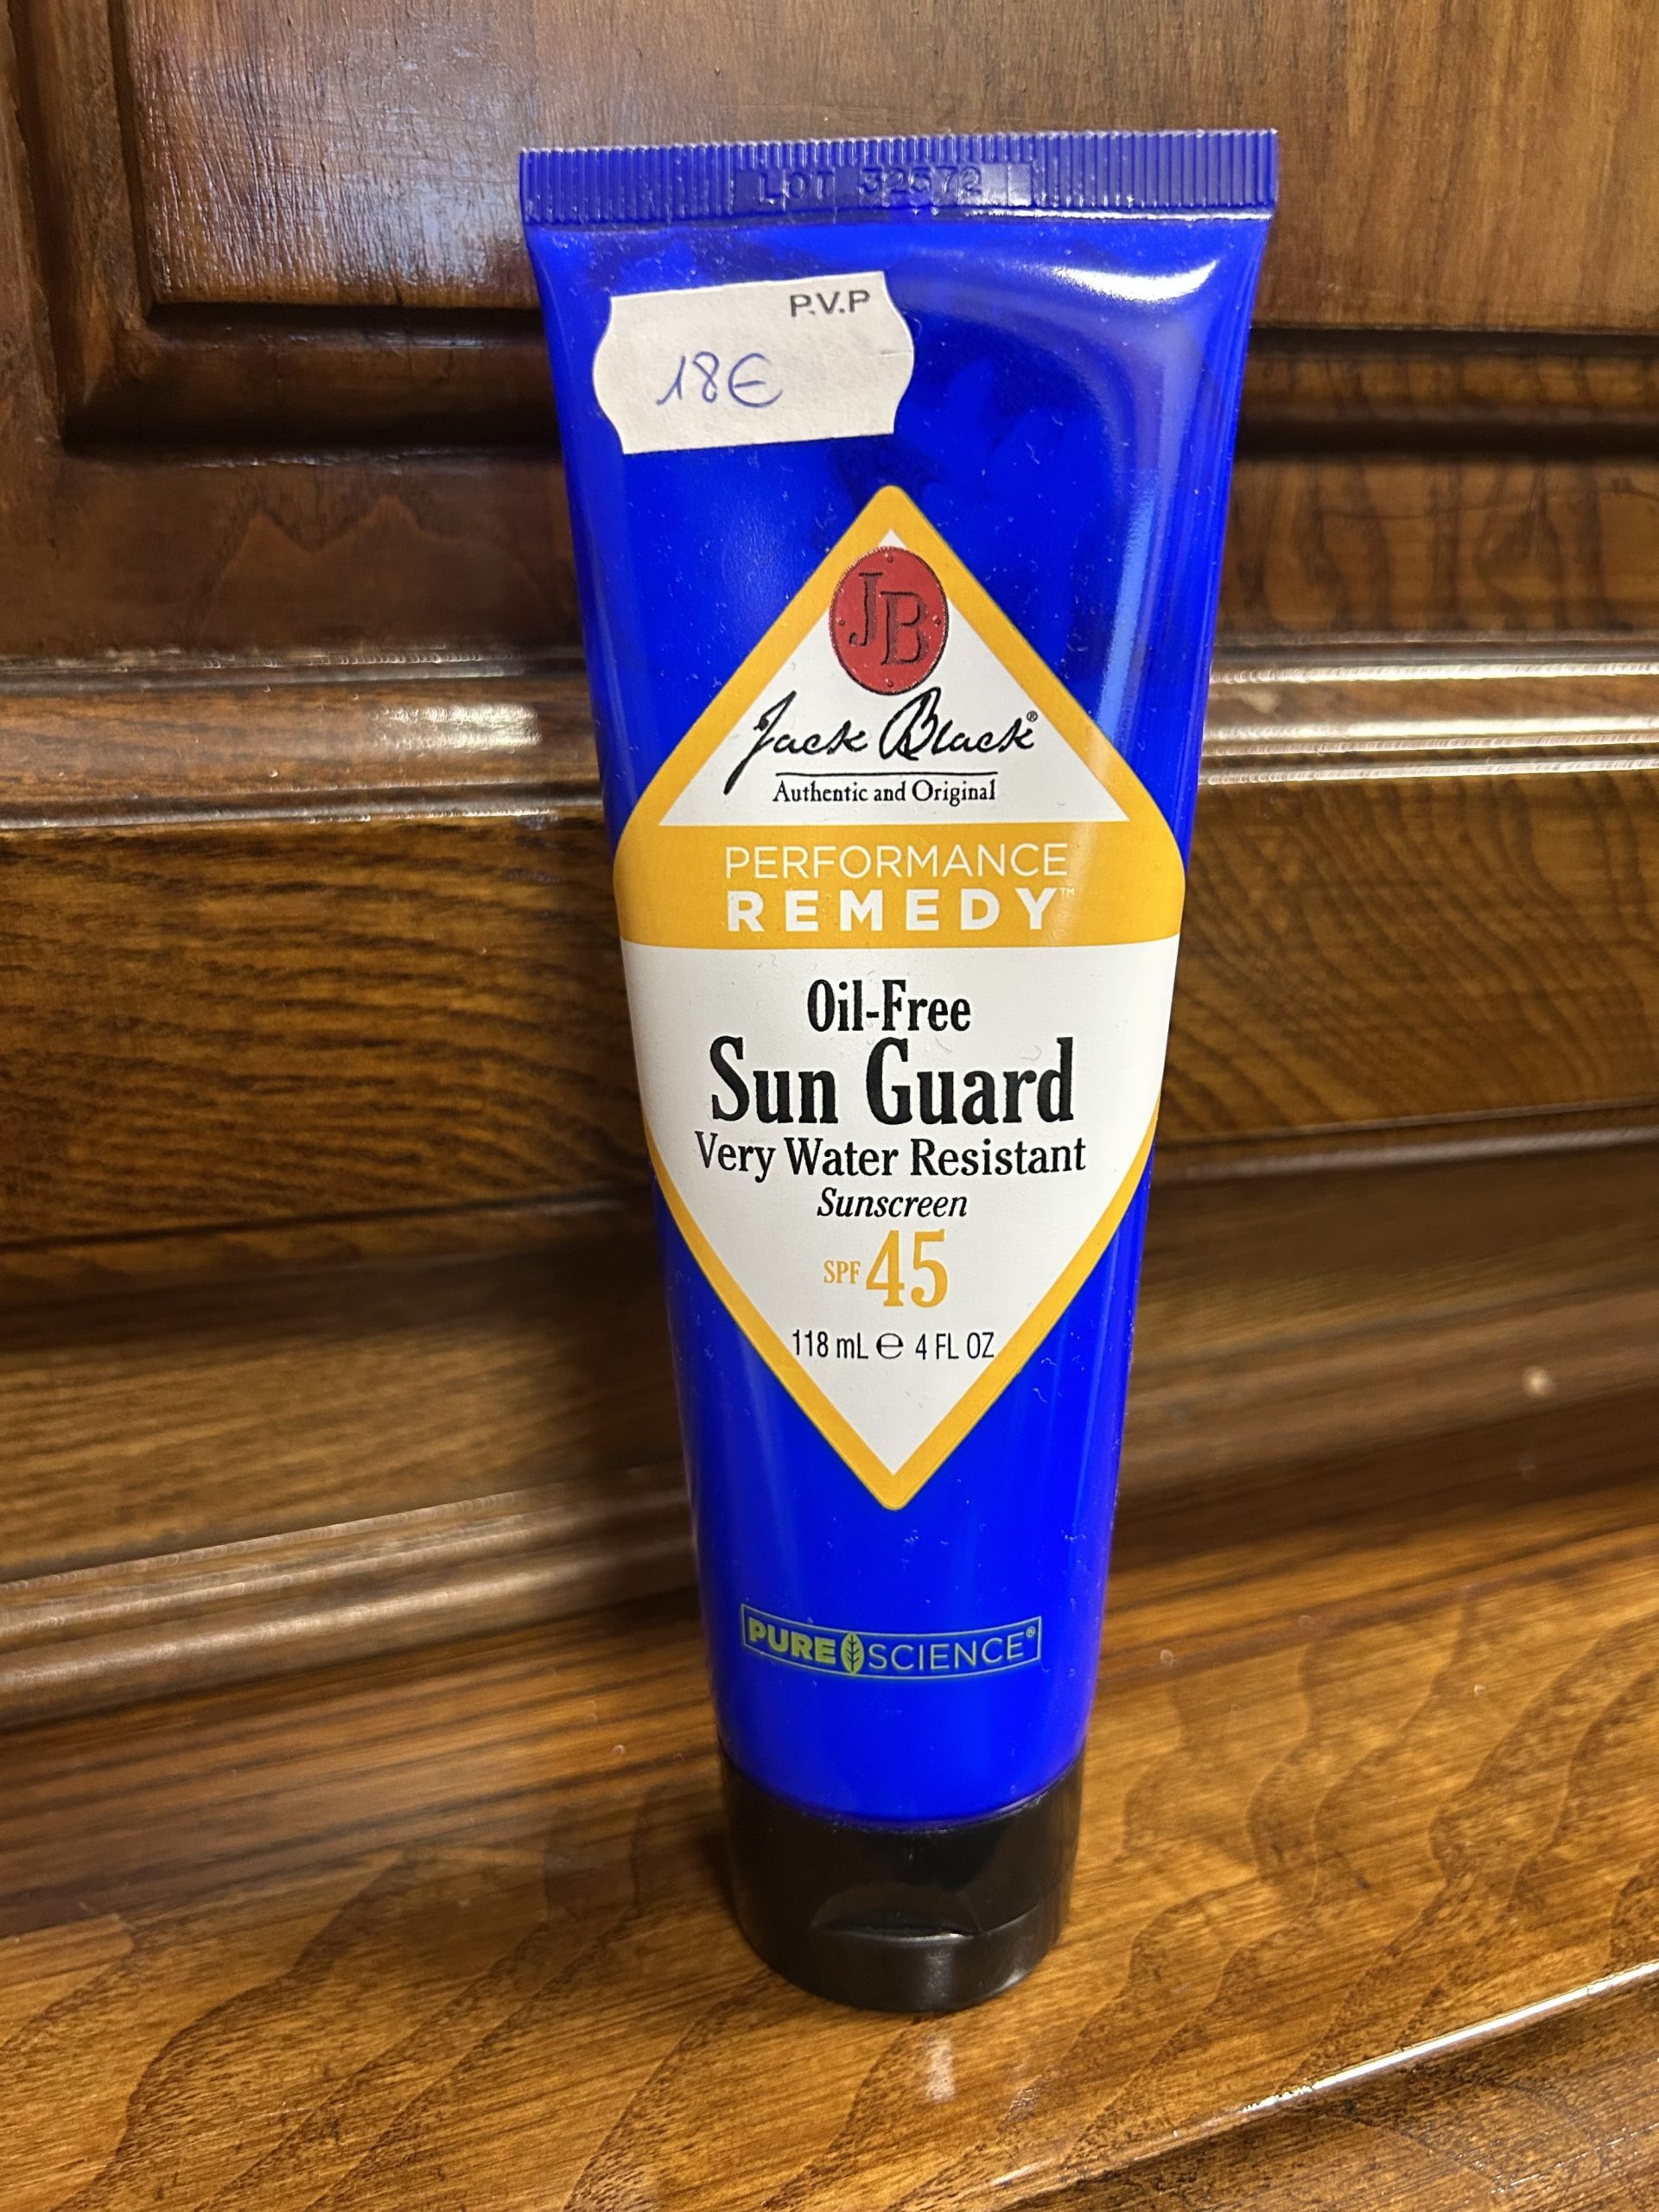 LOT 32572
P.V.P
18€
JB
Jack Black®
Authentic and Original
PERFORMANCE
REMEDY™
Oil-Free
Sun Guard
Very Water Resistant
Sunscreen
SPF 45
118 mL ℮ 4 FL OZ
PURE SCIENCE®